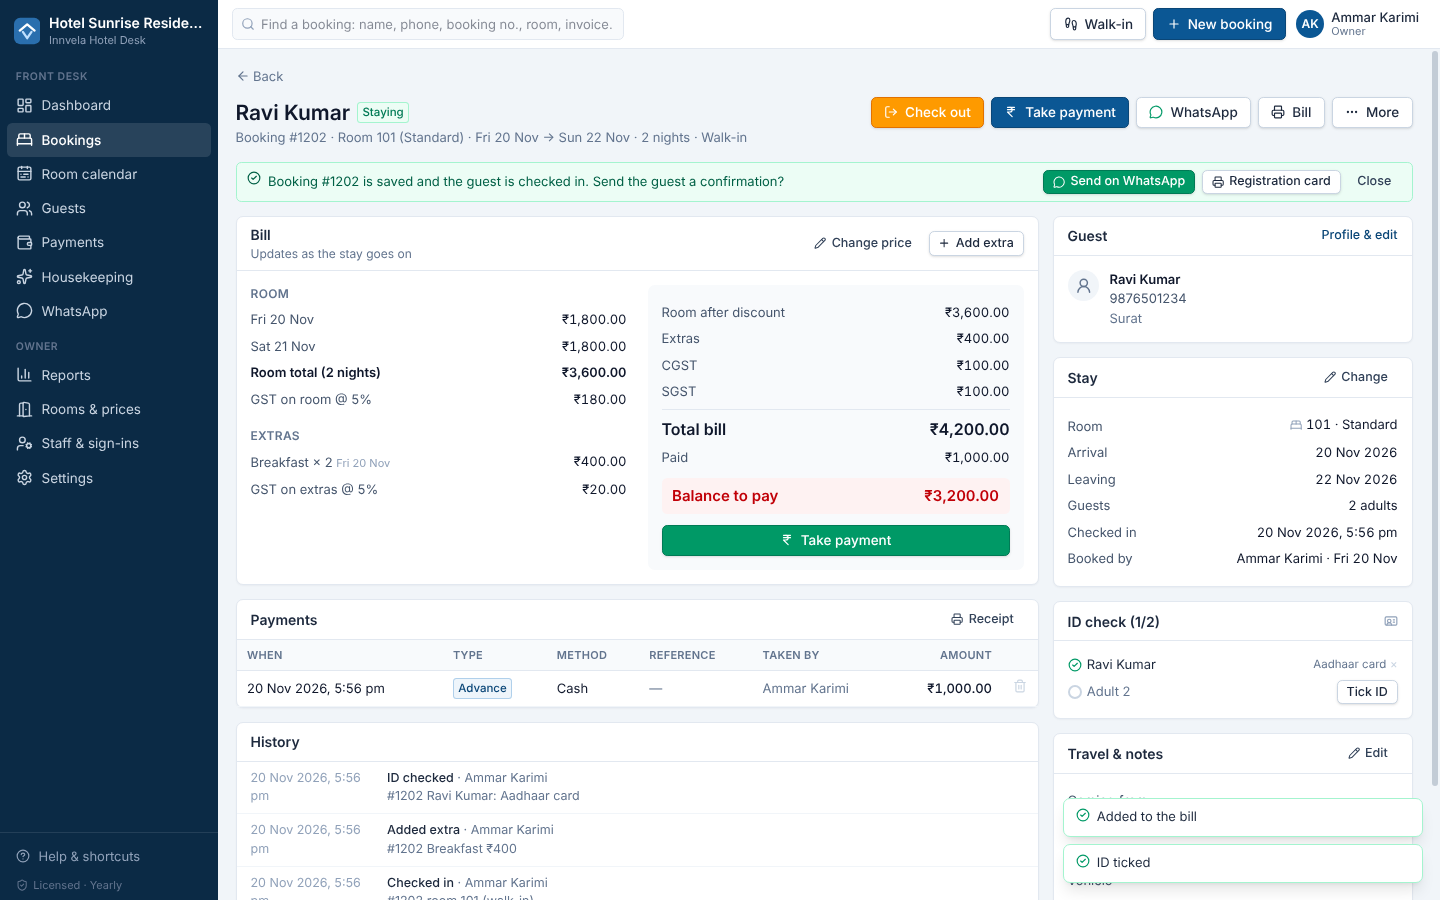 Hotel Sunrise Reside...
Innvela Hotel Desk
Find a booking: name, phone, booking no., room, invoice.
Walk-in
New booking
AK
Ammar Karimi
Owner
FRONT DESK
Dashboard
Bookings
Room calendar
Guests
Payments
Housekeeping
WhatsApp
OWNER
Reports
Rooms & prices
Staff & sign-ins
Settings
Help & shortcuts
Licensed · Yearly
Back
Ravi Kumar Staying
Check out
Take payment
WhatsApp
Bill
More
Booking #1202 · Room 101 (Standard) · Fri 20 Nov → Sun 22 Nov · 2 nights · Walk-in
Booking #1202 is saved and the guest is checked in. Send the guest a confirmation?
Send on WhatsApp
Registration card
Close
Bill
Updates as the stay goes on
Change price
Add extra
ROOM
Fri 20 Nov ₹1,800.00
Sat 21 Nov ₹1,800.00
Room total (2 nights) ₹3,600.00
GST on room @ 5% ₹180.00
EXTRAS
Breakfast × 2 Fri 20 Nov ₹400.00
GST on extras @ 5% ₹20.00
Room after discount ₹3,600.00
Extras ₹400.00
CGST ₹100.00
SGST ₹100.00
Total bill ₹4,200.00
Paid ₹1,000.00
Balance to pay ₹3,200.00
₹ Take payment
Payments
Receipt
WHEN TYPE METHOD REFERENCE TAKEN BY AMOUNT
20 Nov 2026, 5:56 pm Advance Cash — Ammar Karimi ₹1,000.00
History
20 Nov 2026, 5:56 pm
ID checked · Ammar Karimi
#1202 Ravi Kumar: Aadhaar card
20 Nov 2026, 5:56 pm
Added extra · Ammar Karimi
#1202 Breakfast ₹400
20 Nov 2026, 5:56
Checked in · Ammar Karimi
#1202 room 101 (walk-in)
Guest
Profile & edit
Ravi Kumar
9876501234
Surat
Stay
Change
Room 101 · Standard
Arrival 20 Nov 2026
Leaving 22 Nov 2026
Guests 2 adults
Checked in 20 Nov 2026, 5:56 pm
Booked by Ammar Karimi · Fri 20 Nov
ID check (1/2)
Ravi Kumar Aadhaar card ×
Adult 2 Tick ID
Travel & notes
Edit
Added to the bill
ID ticked